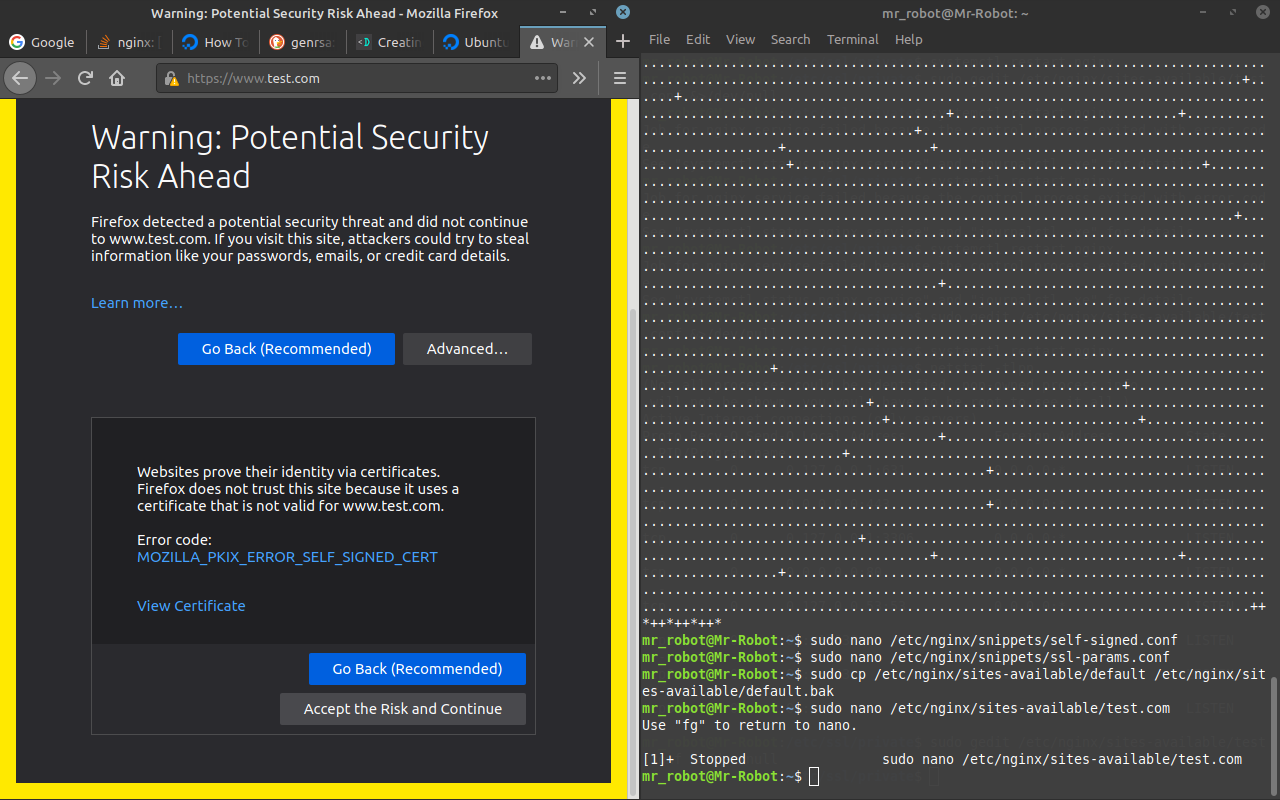 Warning: Potential Security Risk Ahead - Mozilla Firefox
Google
nginx: [
How To
genrsa
Creatin
Ubuntu
War
https://www.test.com
Warning: Potential Security
Risk Ahead
Firefox detected a potential security threat and did not continue
to www.test.com. If you visit this site, attackers could try to steal
information like your passwords, emails, or credit card details.
Learn more…
Go Back (Recommended)
Advanced…
Websites prove their identity via certificates.
Firefox does not trust this site because it uses a
certificate that is not valid for www.test.com.
Error code:
MOZILLA_PKIX_ERROR_SELF_SIGNED_CERT
View Certificate
Go Back (Recommended)
Accept the Risk and Continue
mr_robot@Mr-Robot: ~
File Edit View Search Terminal Help
*++*++*++*
mr_robot@Mr-Robot:~$ sudo nano /etc/nginx/snippets/self-signed.conf
mr_robot@Mr-Robot:~$ sudo nano /etc/nginx/snippets/ssl-params.conf
mr_robot@Mr-Robot:~$ sudo cp /etc/nginx/sites-available/default /etc/nginx/sit
es-available/default.bak
mr_robot@Mr-Robot:~$ sudo nano /etc/nginx/sites-available/test.com
Use "fg" to return to nano.
[1]+  Stopped                 sudo nano /etc/nginx/sites-available/test.com
mr_robot@Mr-Robot:~$